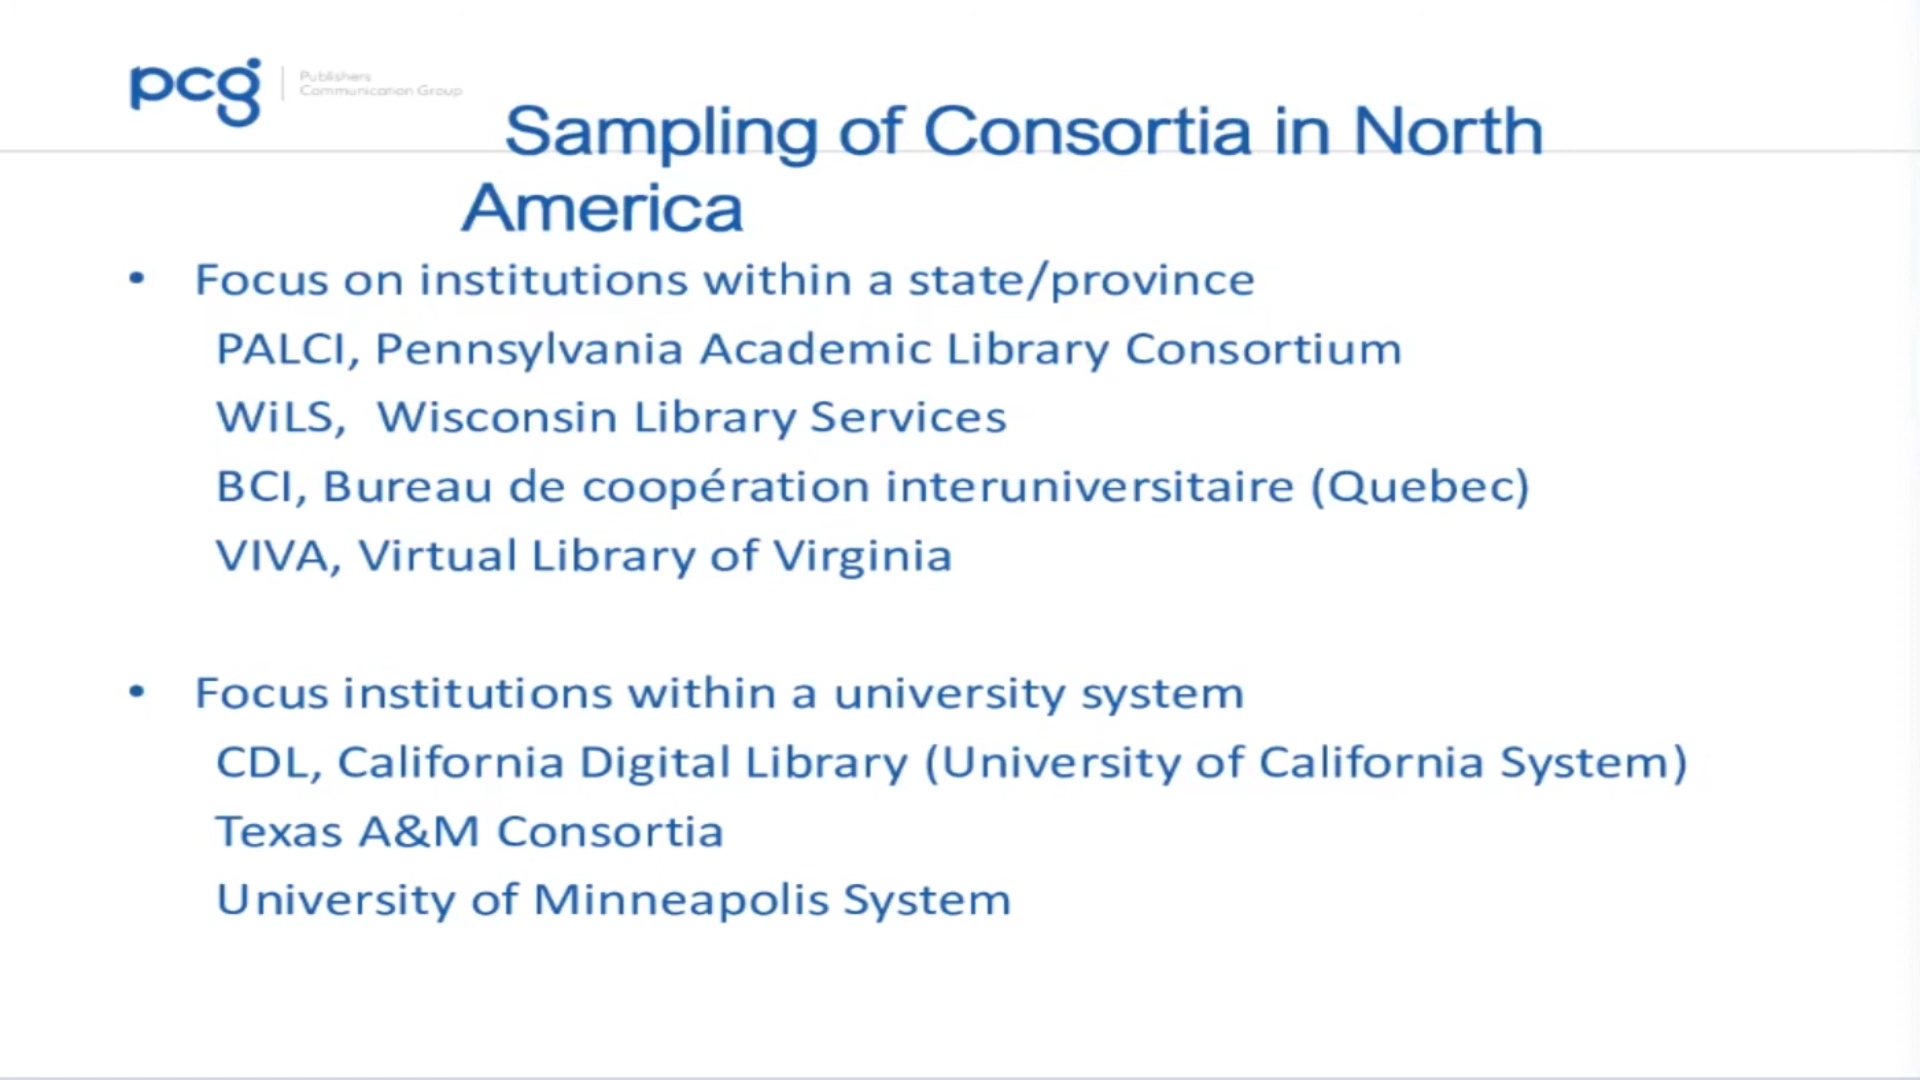 pcg
Publishers
Communication Group
Sampling of Consortia in North
America
• Focus on institutions within a state/province
PALCI, Pennsylvania Academic Library Consortium
WiLS, Wisconsin Library Services
BCI, Bureau de coopération interuniversitaire (Quebec)
VIVA, Virtual Library of Virginia
• Focus institutions within a university system
CDL, California Digital Library (University of California System)
Texas A&M Consortia
University of Minneapolis System